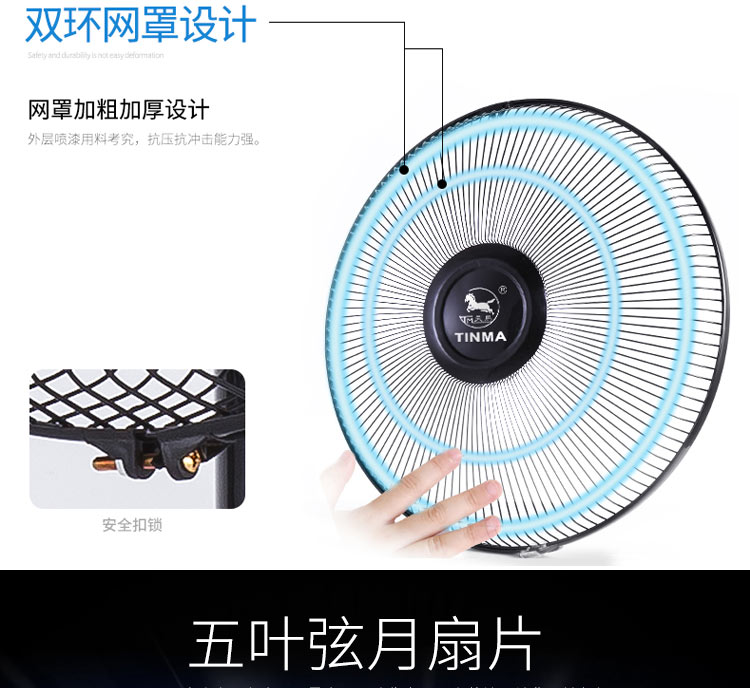 双环网罩设计
Safety and durability is not easy deformation
网罩加粗加厚设计
外层喷漆用料考究，抗压抗冲击能力强。
®
TINMA
安全扣锁
五叶弦月扇片